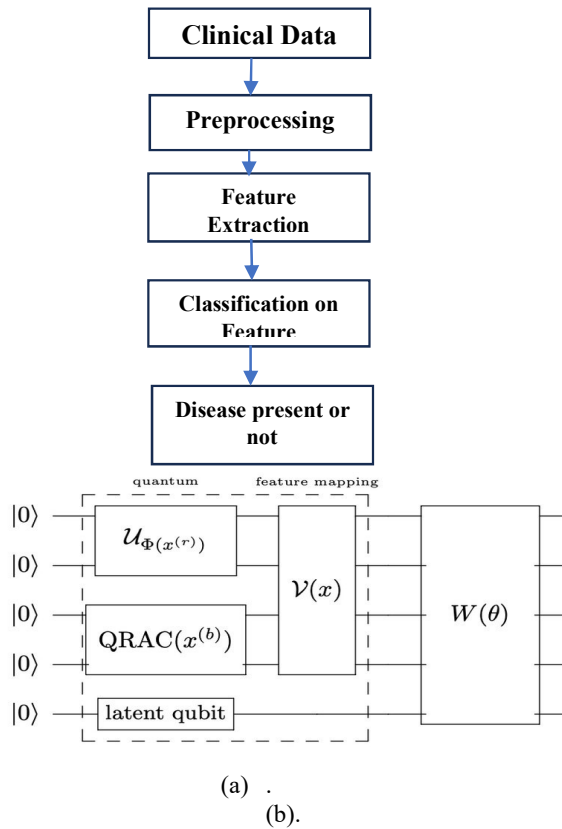 Clinical Data
Preprocessing
Feature
Extraction
Classification on
Feature
Disease present or
not
quantum feature mapping
|0⟩
|0⟩
|0⟩
|0⟩
|0⟩
𝒰_Φ(x^(r))
QRAC(x^(b))
latent qubit
𝒱(x)
W(θ)
(a) .
(b).